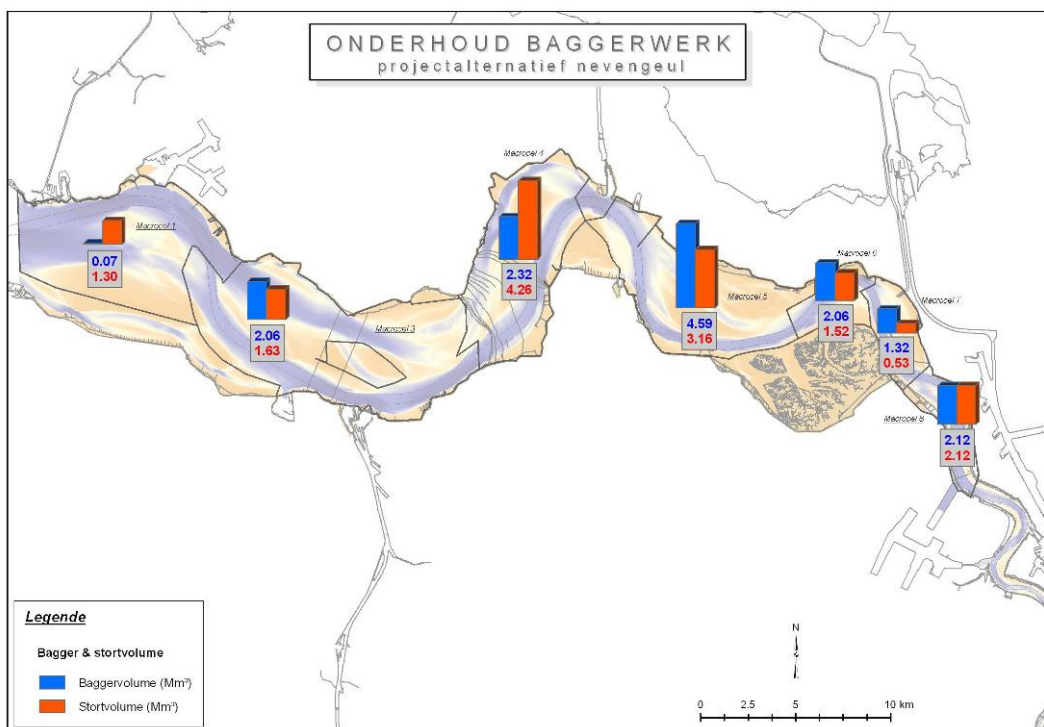 ONDERHOUD BAGGERWERK
projectalternatief nevengeul
Macrocel 4
Macrocel 1
0.07
1.30
2.06
1.63
Macrocel 3
2.32
4.26
Macrocel 5
4.59
3.16
Macrocel 6
2.06
1.52
Macrocel 7
1.32
0.53
Macrocel 8
2.12
2.12
Legende
Bagger & stortvolume
Baggervolume (Mm³)
Stortvolume (Mm³)
N
0 2.5 5 10 km